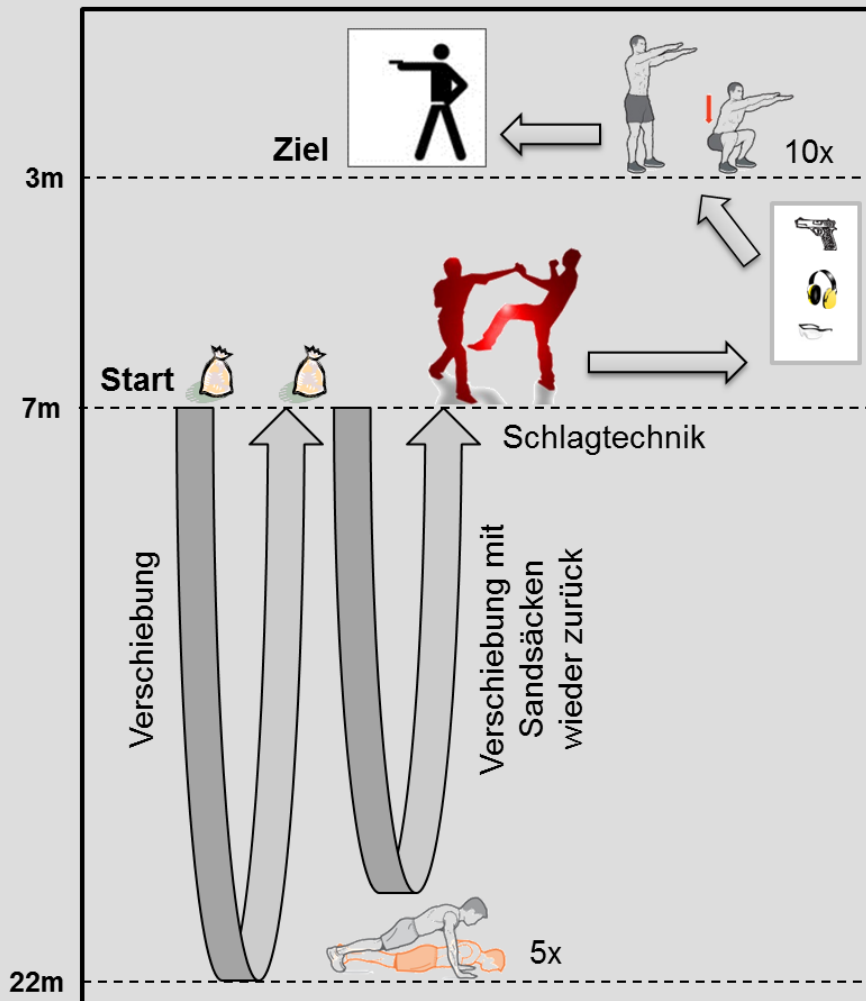 Ziel
10x
3m
Start
7m
Schlagtechnik
Verschiebung
Verschiebung mit
Sandsäcken
wieder zurück
5x
22m